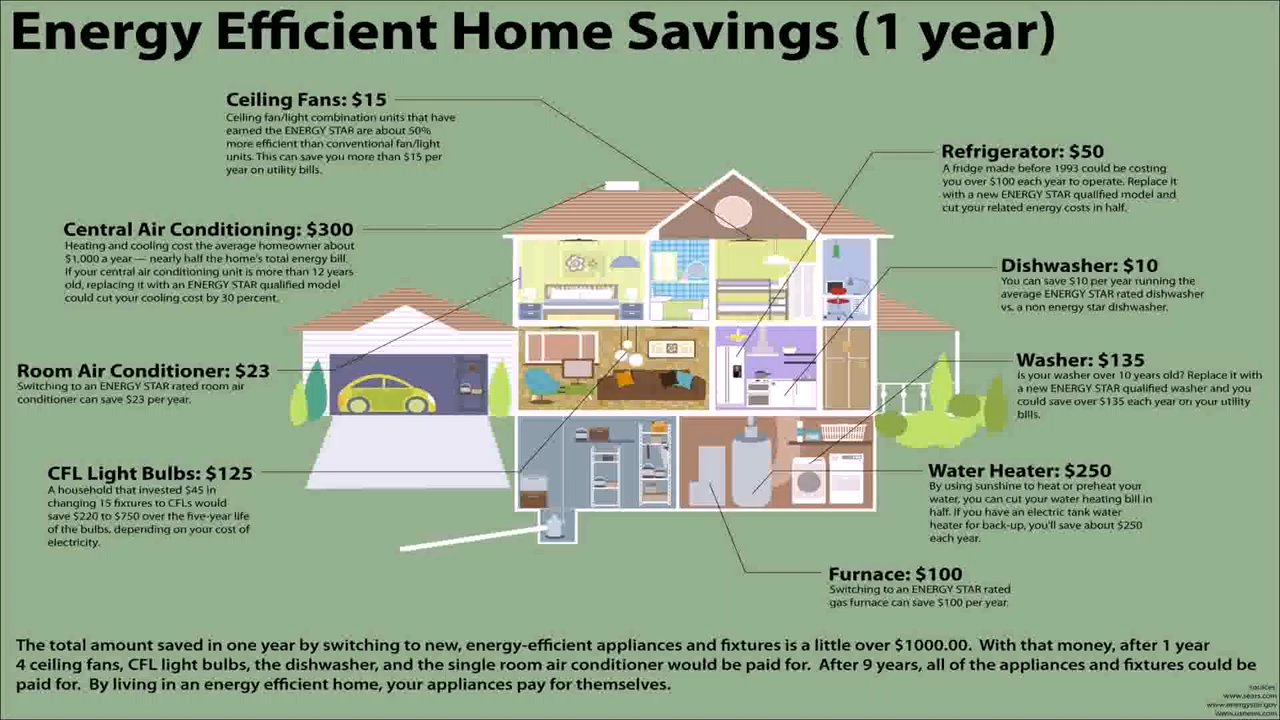 Energy Efficient Home Savings (1 year)
Ceiling Fans: $15
Ceiling fan/light combination units that have
earned the ENERGY STAR are about 50%
more efficient than conventional fan/light
units. This can save you more than $15 per
year on utility bills.
Refrigerator: $50
A fridge made before 1993 could be costing
you over $100 each year to operate. Replace it
with a new ENERGY STAR qualified model and
cut your related energy costs in half.
Central Air Conditioning: $300
Heating and cooling cost the average homeowner about
$1,000 a year — nearly half the home's total energy bill.
If your central air conditioning unit is more than 12 years
old, replacing it with an ENERGY STAR qualified model
could cut your cooling cost by 30 percent.
Dishwasher: $10
You can save $10 per year running the
average ENERGY STAR rated dishwasher
vs. a non energy star dishwasher.
Room Air Conditioner: $23
Switching to an ENERGY STAR rated room air
conditioner can save $23 per year.
Washer: $135
Is your washer over 10 years old? Replace it with
a new ENERGY STAR qualified washer and you
could save over $135 each year on your utility
bills.
CFL Light Bulbs: $125
A household that invested $45 in
changing 15 fixtures to CFLs would
save $220 to $750 over the five-year life
of the bulbs, depending on your cost of
electricity.
Water Heater: $250
By using sunshine to heat or preheat your
water, you can cut your water heating bill in
half. If you have an electric tank water
heater for back-up, you'll save about $250
each year.
Furnace: $100
Switching to an ENERGY STAR rated
gas furnace can save $100 per year.
The total amount saved in one year by switching to new, energy-efficient appliances and fixtures is a little over $1000.00. With that money, after 1 year
4 ceiling fans, CFL light bulbs, the dishwasher, and the single room air conditioner would be paid for. After 9 years, all of the appliances and fixtures could be
paid for. By living in an energy efficient home, your appliances pay for themselves.
Sources:
www.sears.com
www.energystar.gov
www.usnews.com